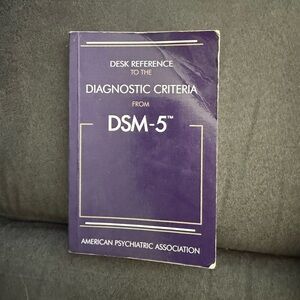 DESK REFERENCE
TO THE
DIAGNOSTIC CRITERIA
FROM
DSM-5™
AMERICAN PSYCHIATRIC ASSOCIATION